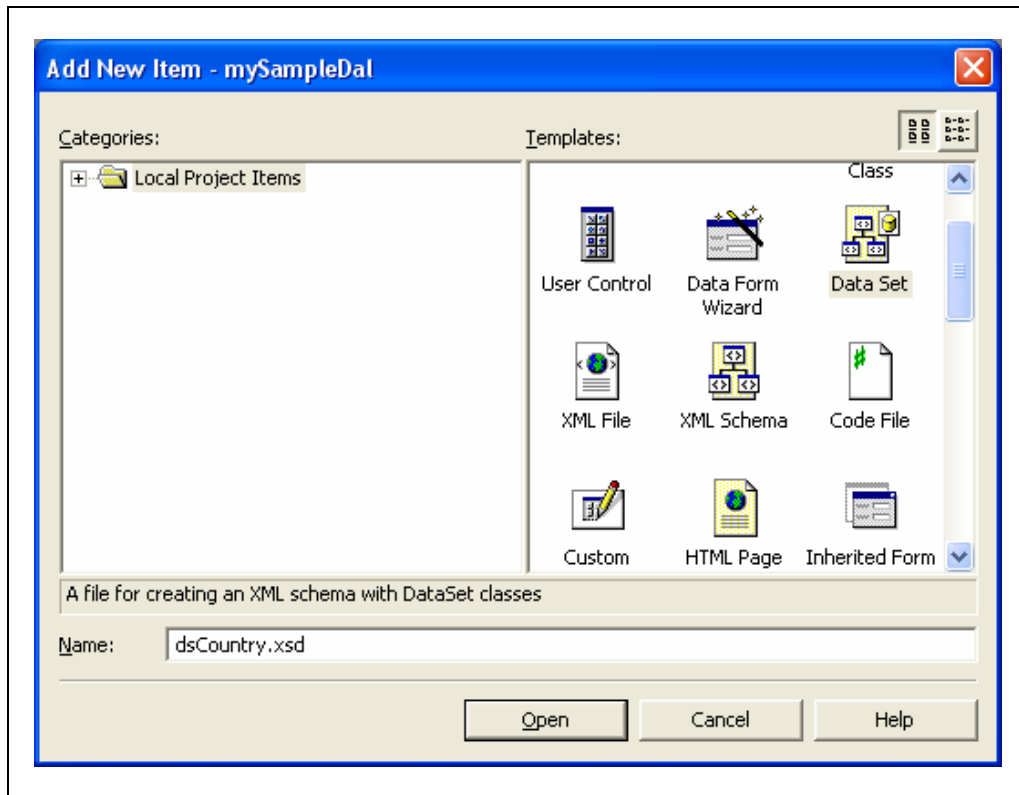 Add New Item - mySampleDal
Categories:
Templates:
Local Project Items
Class
User Control
Data Form
Wizard
Data Set
XML File
XML Schema
Code File
Custom
HTML Page
Inherited Form
A file for creating an XML schema with DataSet classes
Name:
dsCountry.xsd
Open
Cancel
Help